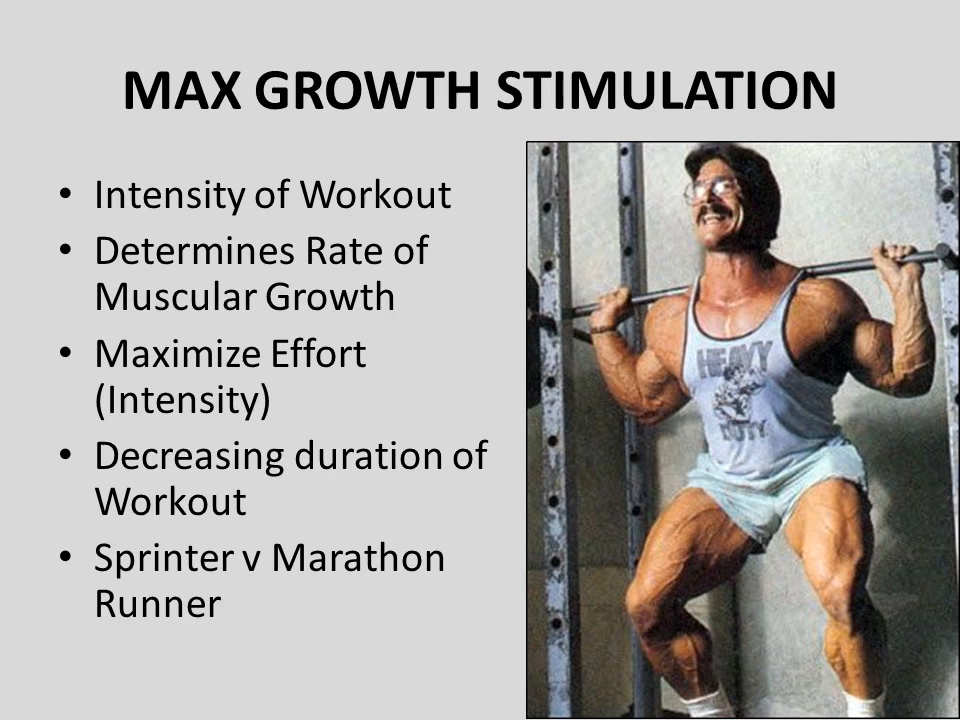 MAX GROWTH STIMULATION
• Intensity of Workout
• Determines Rate of
Muscular Growth
• Maximize Effort
(Intensity)
• Decreasing duration of
Workout
• Sprinter v Marathon
Runner
HEAVY
DUTY